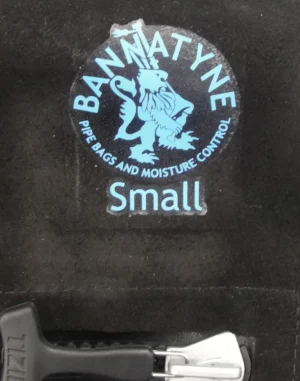 BANNATYNE
PIPE BAGS AND MOISTURE CONTROL
Small